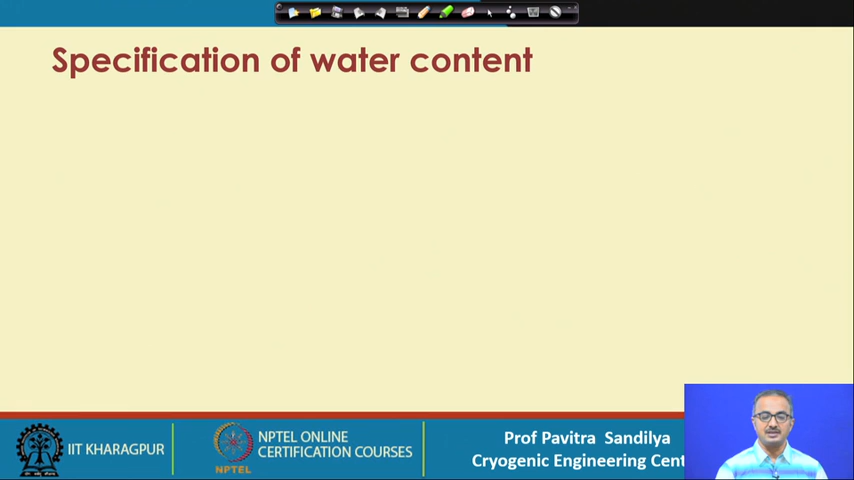 Specification of water content
IIT KHARAGPUR
NPTEL
NPTEL ONLINE
CERTIFICATION COURSES
Prof Pavitra Sandilya
Cryogenic Engineering Cent